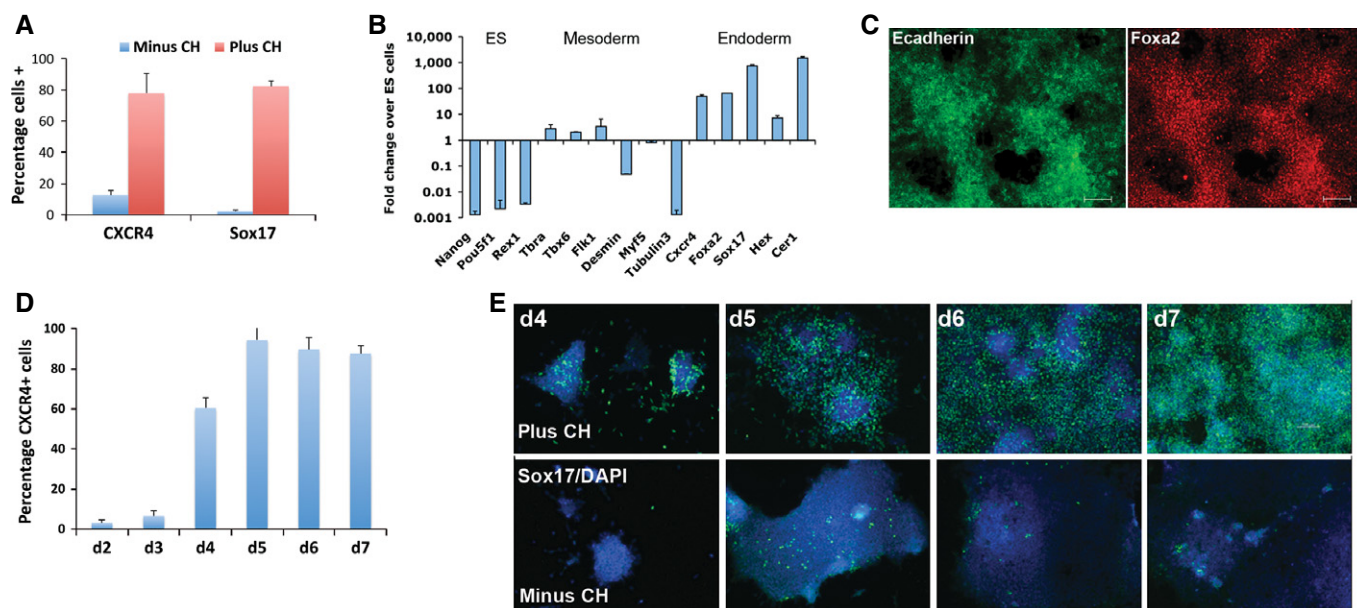 A
Minus CH
Plus CH
Percentage cells +
100
80
60
40
20
0
CXCR4
Sox17
B
ES
Mesoderm
Endoderm
Fold change over ES cells
10,000
1,000
100
10
1
0.1
0.01
0.001
Nanog
Pou5f1
Rex1
Tbra
Tbx6
Flk1
Desmin
Myf5
Tubulin3
Cxcr4
Foxa2
Sox17
Hex
Cer1
C
Ecadherin
Foxa2
D
Percentage CXCR4+ cells
100
80
60
40
20
0
d2
d3
d4
d5
d6
d7
E
d4
d5
d6
d7
Plus CH
Sox17/DAPI
Minus CH